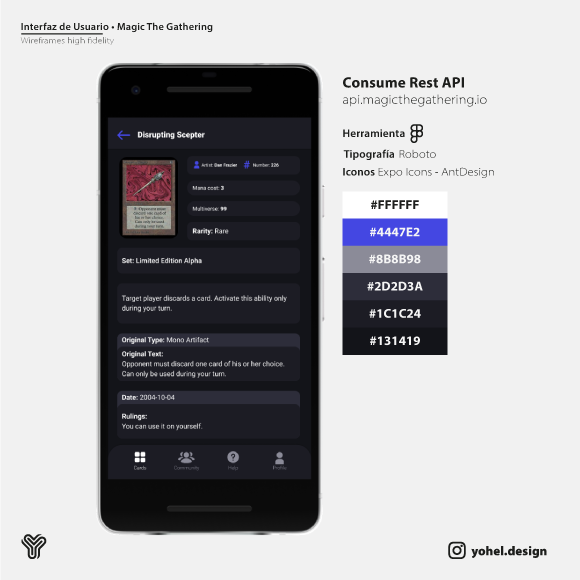 Interfaz de Usuario • Magic The Gathering
Wireframes high fidelity
Disrupting Scepter
Artist: Dan Frazier
Number: 226
Mana cost: 3
Multiverse: 99
Rarity: Rare
Set: Limited Edition Alpha
Target player discards a card. Activate this ability only
during your turn.
Original Type: Mono Artifact
Original Text:
Opponent must discard one card of his or her choice.
Can only be used during your turn.
Date: 2004-10-04
Rulings:
You can use it on yourself.
Cards
Community
Help
Profile
Consume Rest API
api.magicthegathering.io
Herramienta
Tipografía Roboto
Iconos Expo Icons - AntDesign
#FFFFFF
#4447E2
#8B8B98
#2D2D3A
#1C1C24
#131419
yohel.design